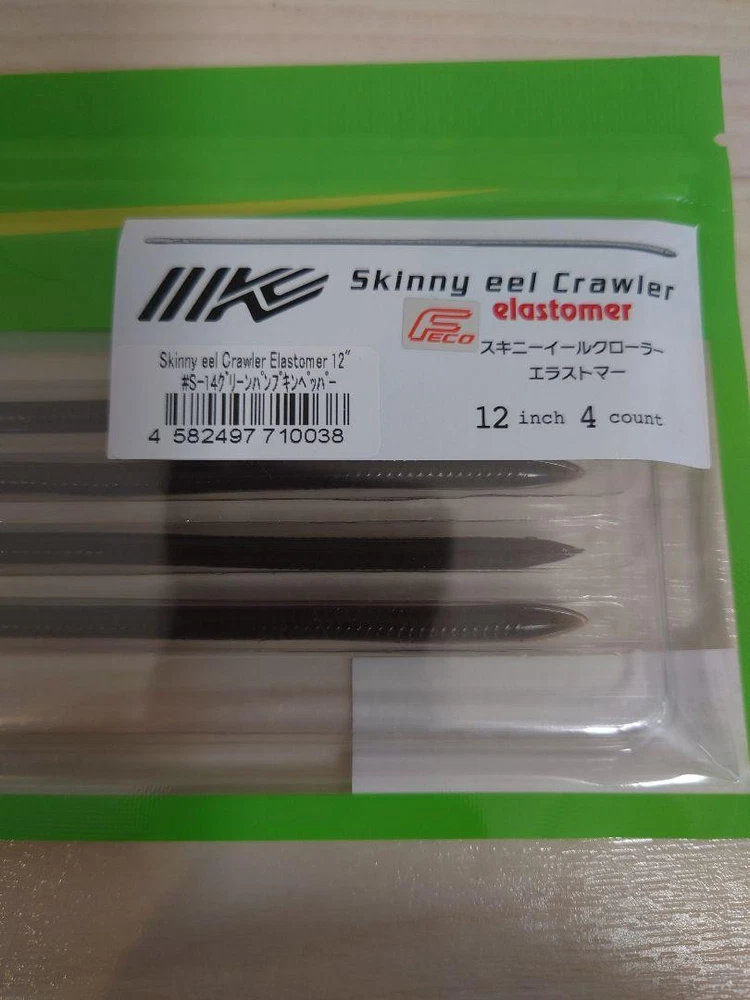 IKE
Skinny eel Crawler
elastomer
FECO
スキニーイールクローラー
エラストマー
12 inch 4 count
Skinny eel Crawler Elastomer 12"
#S-14ｸﾞﾘｰﾝﾊﾟﾝﾌﾟｷﾝﾍﾟｯﾊﾟｰ
4 582497 710038